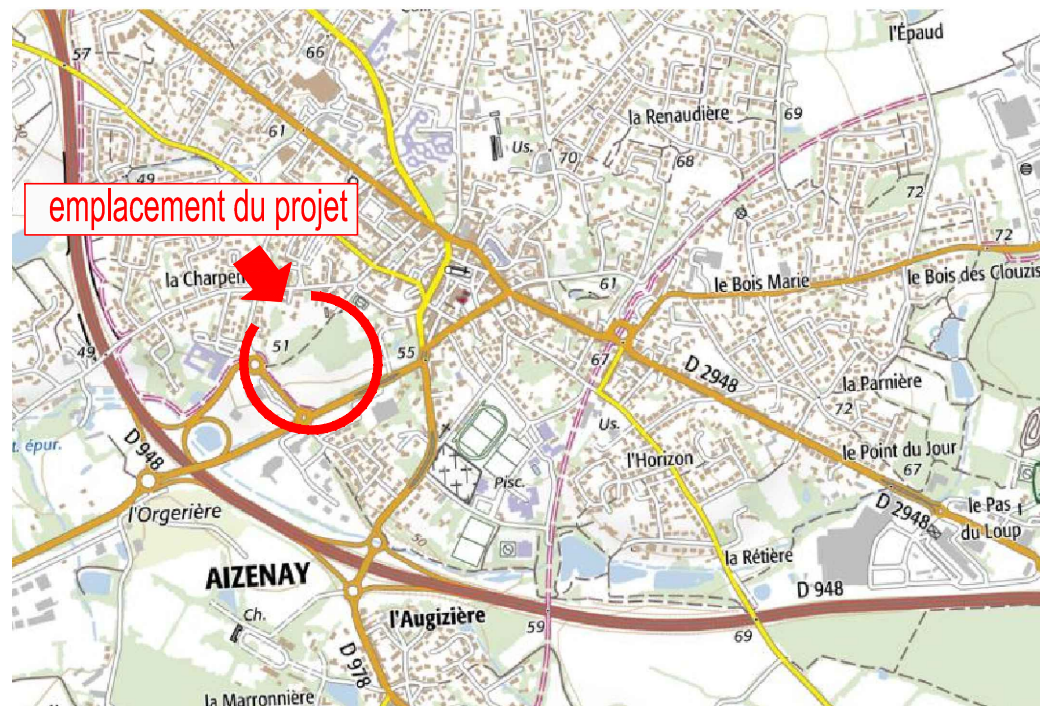 l'Épaud
57
66
69
la Renaudière
61
Us.
70
68
49
50
72
emplacement du projet
72
la Charpen
le Bois Marie
le Bois des Clouzis
61
51
55
49
67
D 2948
la Parnière
72
Us.
t. épur.
D 948
l'Horizon
le Point du Jour
Pisc.
67
l'Orgerière
50
D 2948
le Pas
du Loup
la Rétière
AIZENAY
D 948
Ch.
l'Augizière
59
69
D 978
la Marronnière